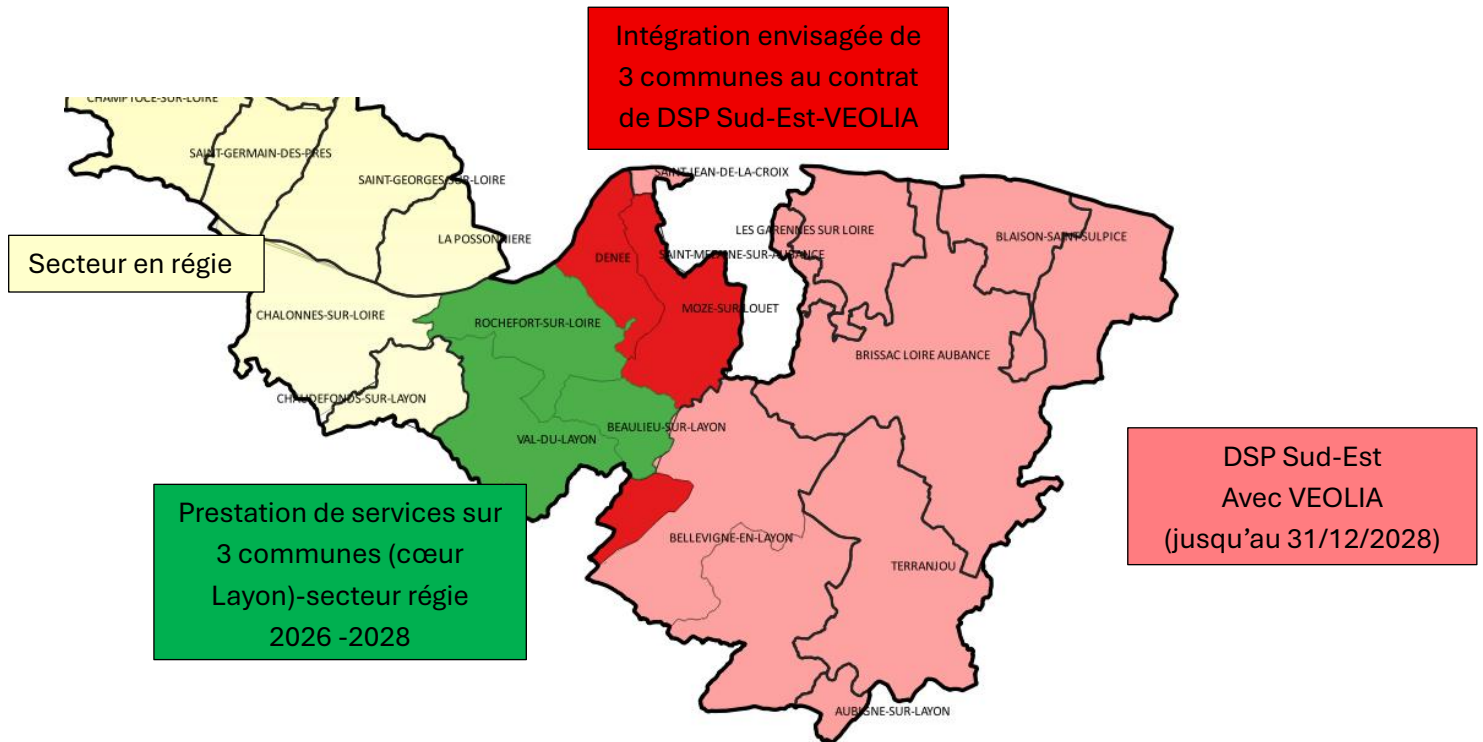 Intégration envisagée de
3 communes au contrat
de DSP Sud-Est-VEOLIA
CHAMPTOCE-SUR-LOIRE
SAINT-GERMAIN-DES-PRES
SAINT-GEORGES-SUR-LOIRE
SAINT-JEAN-DE-LA-CROIX
LA POSSONNIERE
LES GARENNES SUR LOIRE
BLAISON-SAINT-SULPICE
Secteur en régie
DENEE
SAINT-MELAINE-SUR-AUBANCE
CHALONNES-SUR-LOIRE
ROCHEFORT-SUR-LOIRE
MOZE-SUR-LOUET
BRISSAC LOIRE AUBANCE
CHAUDEFONDS-SUR-LAYON
VAL-DU-LAYON
BEAULIEU-SUR-LAYON
DSP Sud-Est
Avec VEOLIA
(jusqu’au 31/12/2028)
Prestation de services sur
3 communes (cœur
Layon)-secteur régie
2026 -2028
BELLEVIGNE-EN-LAYON
TERRANJOU
AUBIGNE-SUR-LAYON